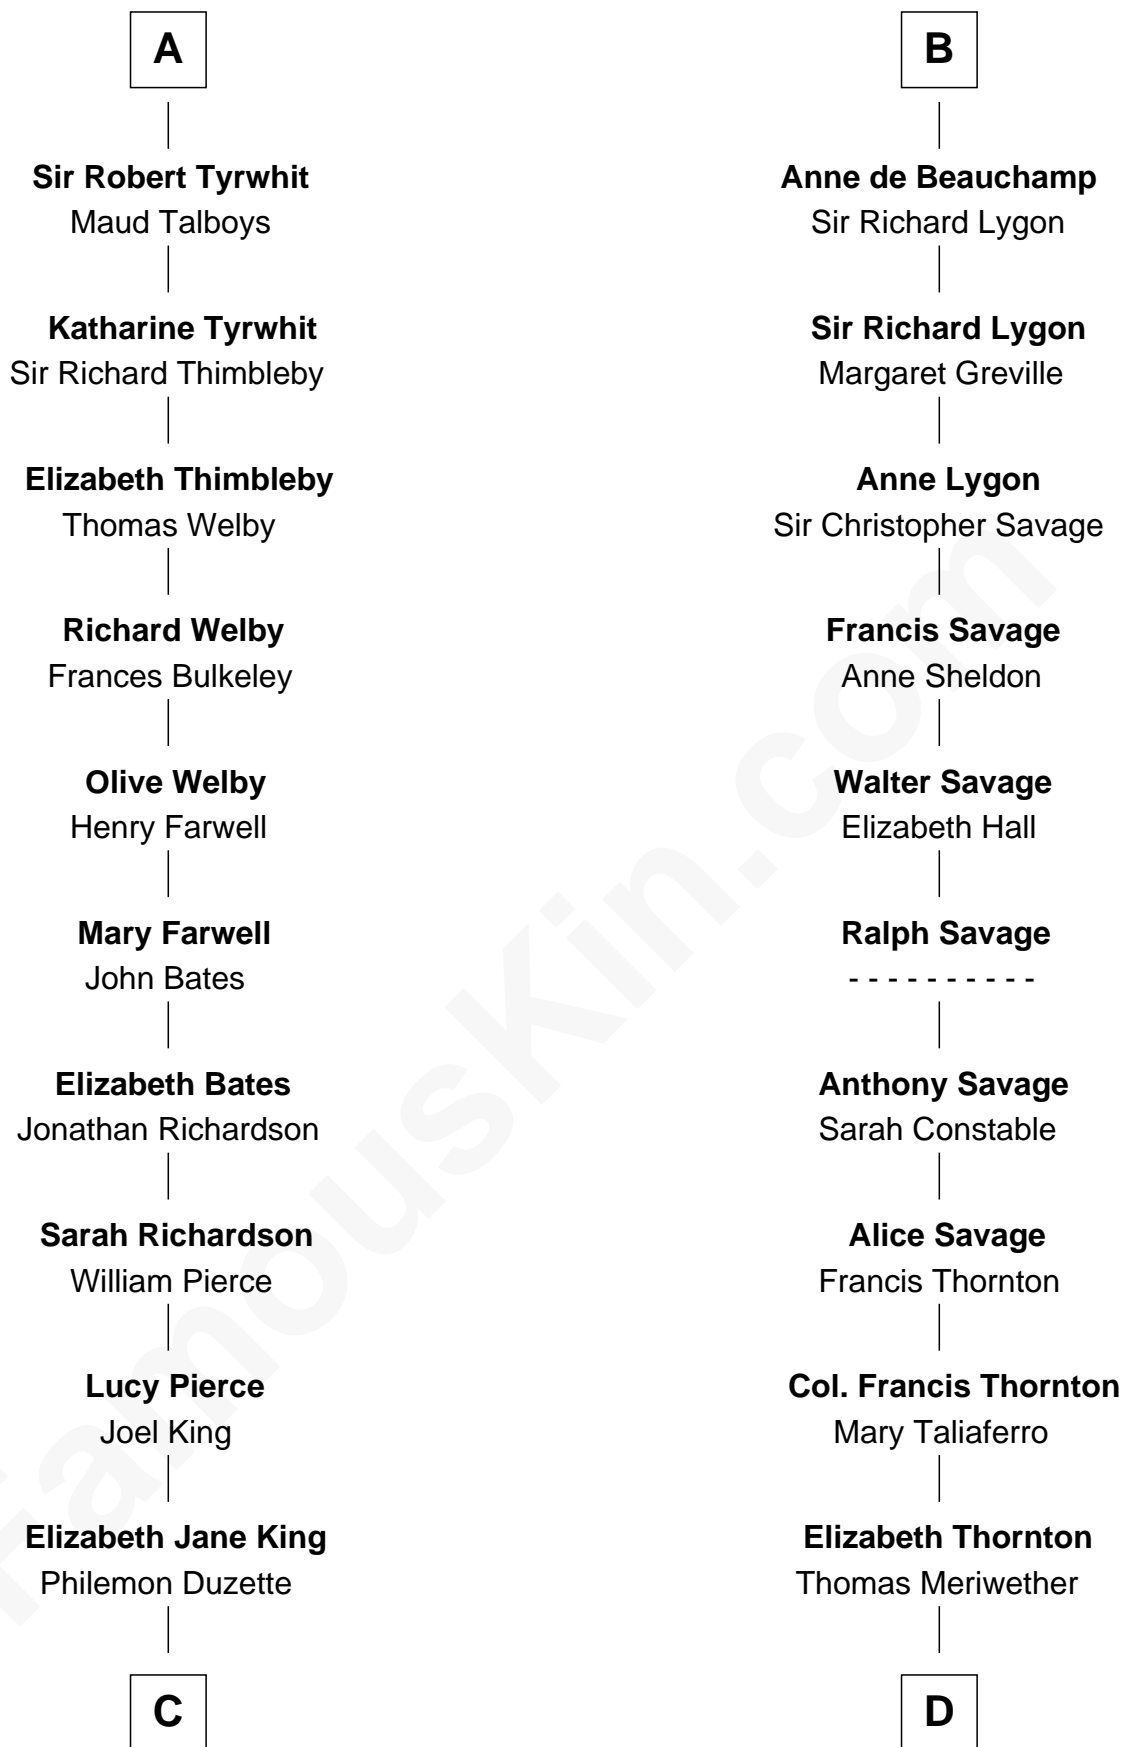 A
Sir Robert Tyrwhit
Maud Talboys
Katharine Tyrwhit
Sir Richard Thimbleby
Elizabeth Thimbleby
Thomas Welby
Richard Welby
Frances Bulkeley
Olive Welby
Henry Farwell
Mary Farwell
John Bates
Elizabeth Bates
Jonathan Richardson
Sarah Richardson
William Pierce
Lucy Pierce
Joel King
Elizabeth Jane King
Philemon Duzette
C
B
Anne de Beauchamp
Sir Richard Lygon
Sir Richard Lygon
Margaret Greville
Anne Lygon
Sir Christopher Savage
Francis Savage
Anne Sheldon
Walter Savage
Elizabeth Hall
Ralph Savage
- - - - - - - - - -
Anthony Savage
Sarah Constable
Alice Savage
Francis Thornton
Col. Francis Thornton
Mary Taliaferro
Elizabeth Thornton
Thomas Meriwether
D
FamousKin.com